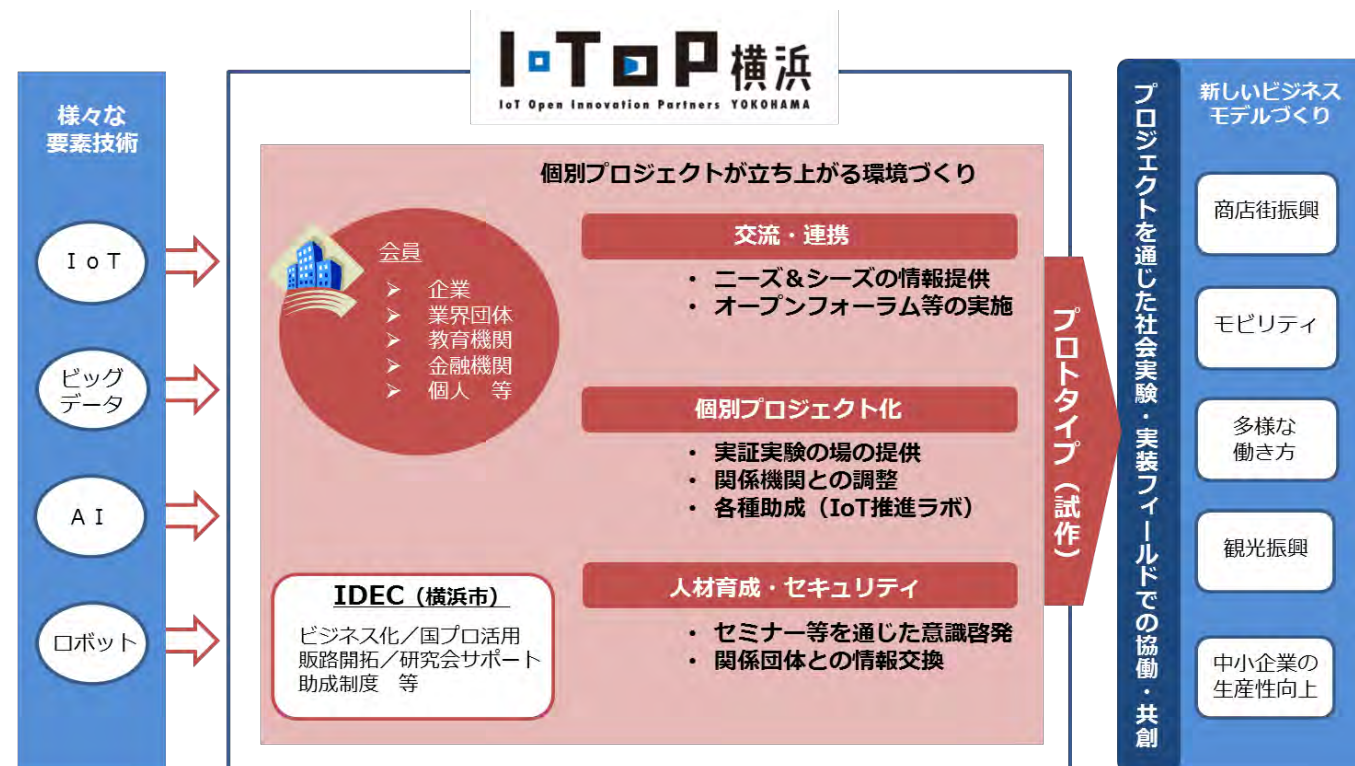 I・TOP横浜
IoT Open Innovation Partners YOKOHAMA
様々な
要素技術
ＩｏＴ
ビッグ
データ
ＡＩ
ロボット
個別プロジェクトが立ち上がる環境づくり
会員
➢ 企業
➢ 業界団体
➢ 教育機関
➢ 金融機関
➢ 個人　等
IDEC（横浜市）
ビジネス化／国プロ活用
販路開拓／研究会サポート
助成制度　等
交流・連携
・ ニーズ＆シーズの情報提供
・ オープンフォーラム等の実施
個別プロジェクト化
・ 実証実験の場の提供
・ 関係機関との調整
・ 各種助成（IoT推進ラボ）
人材育成・セキュリティ
・ セミナー等を通じた意識啓発
・ 関係団体との情報交換
プロトタイプ（試作）
プロジェクトを通じた社会実験・実装フィールドでの協働・共創
新しいビジネス
モデルづくり
商店街振興
モビリティ
多様な
働き方
観光振興
中小企業の
生産性向上